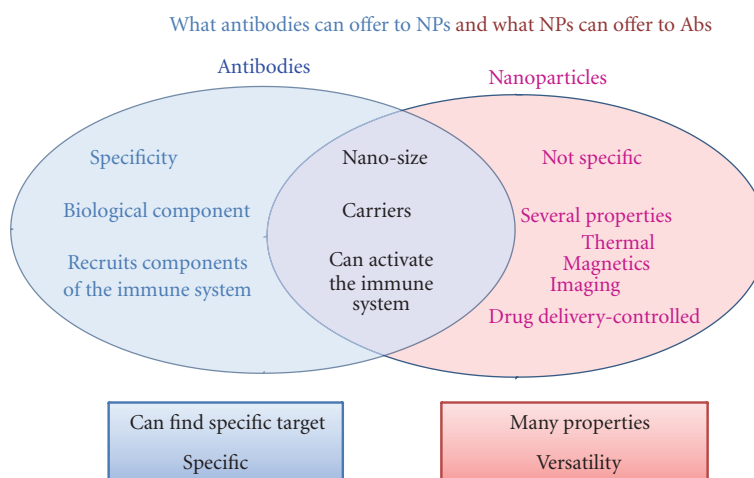 What antibodies can offer to NPs and what NPs can offer to Abs
Antibodies
Nanoparticles
Specificity
Biological component
Recruits components
of the immune system
Nano-size
Carriers
Can activate
the immune
system
Not specific
Several properties
Thermal
Magnetics
Imaging
Drug delivery-controlled
Can find specific target
Specific
Many properties
Versatility